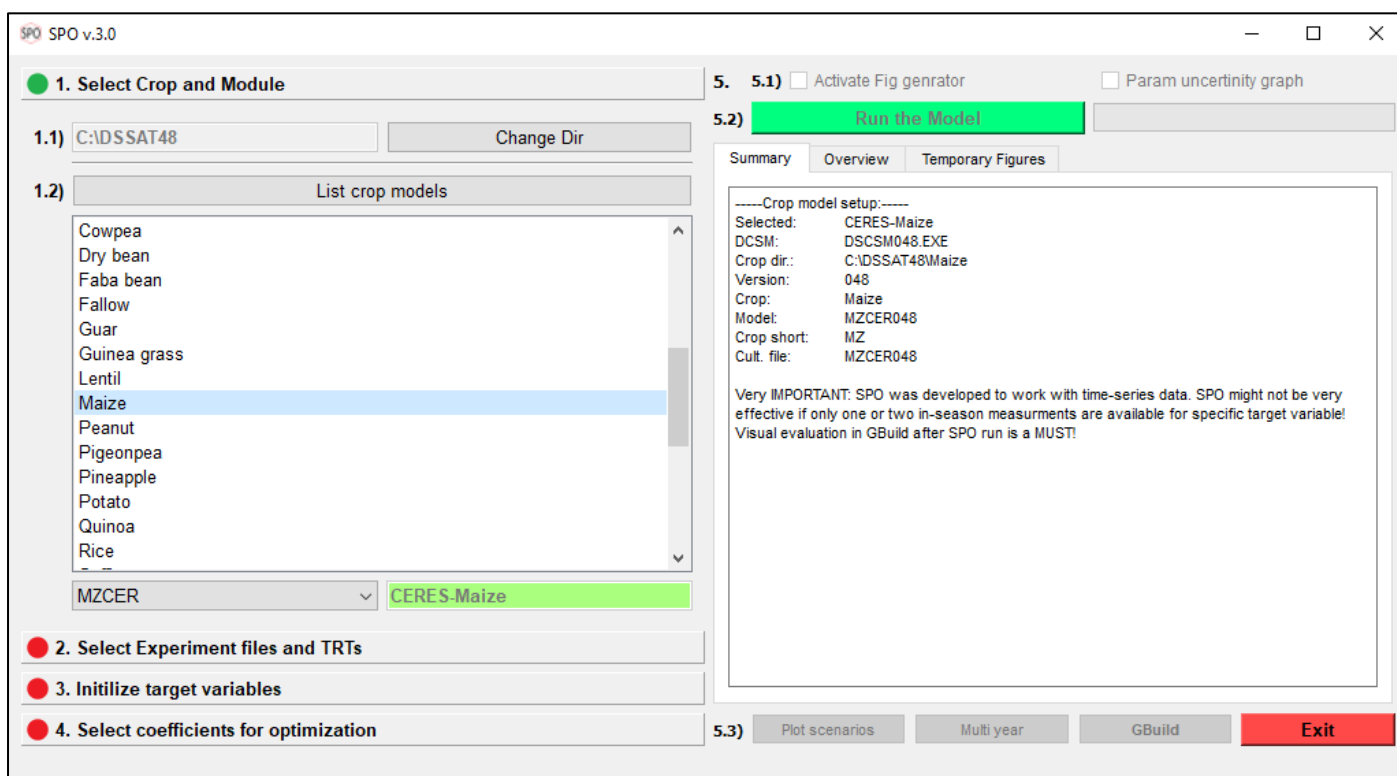 SPO SPO v.3.0
1. Select Crop and Module
1.1) C:\DSSAT48 Change Dir
1.2) List crop models
Cowpea
Dry bean
Faba bean
Fallow
Guar
Guinea grass
Lentil
Maize
Peanut
Pigeonpea
Pineapple
Potato
Quinoa
Rice
MZCER CERES-Maize
2. Select Experiment files and TRTs
3. Initilize target variables
4. Select coefficients for optimization
5. 5.1) Activate Fig genrator Param uncertinity graph
5.2) Run the Model
Summary Overview Temporary Figures
-----Crop model setup:-----
Selected: CERES-Maize
DCSM: DSCSM048.EXE
Crop dir.: C:\DSSAT48\Maize
Version: 048
Crop: Maize
Model: MZCER048
Crop short: MZ
Cult. file: MZCER048
Very IMPORTANT: SPO was developed to work with time-series data. SPO might not be very
effective if only one or two in-season measurments are available for specific target variable!
Visual evaluation in GBuild after SPO run is a MUST!
5.3) Plot scenarios Multi year GBuild Exit